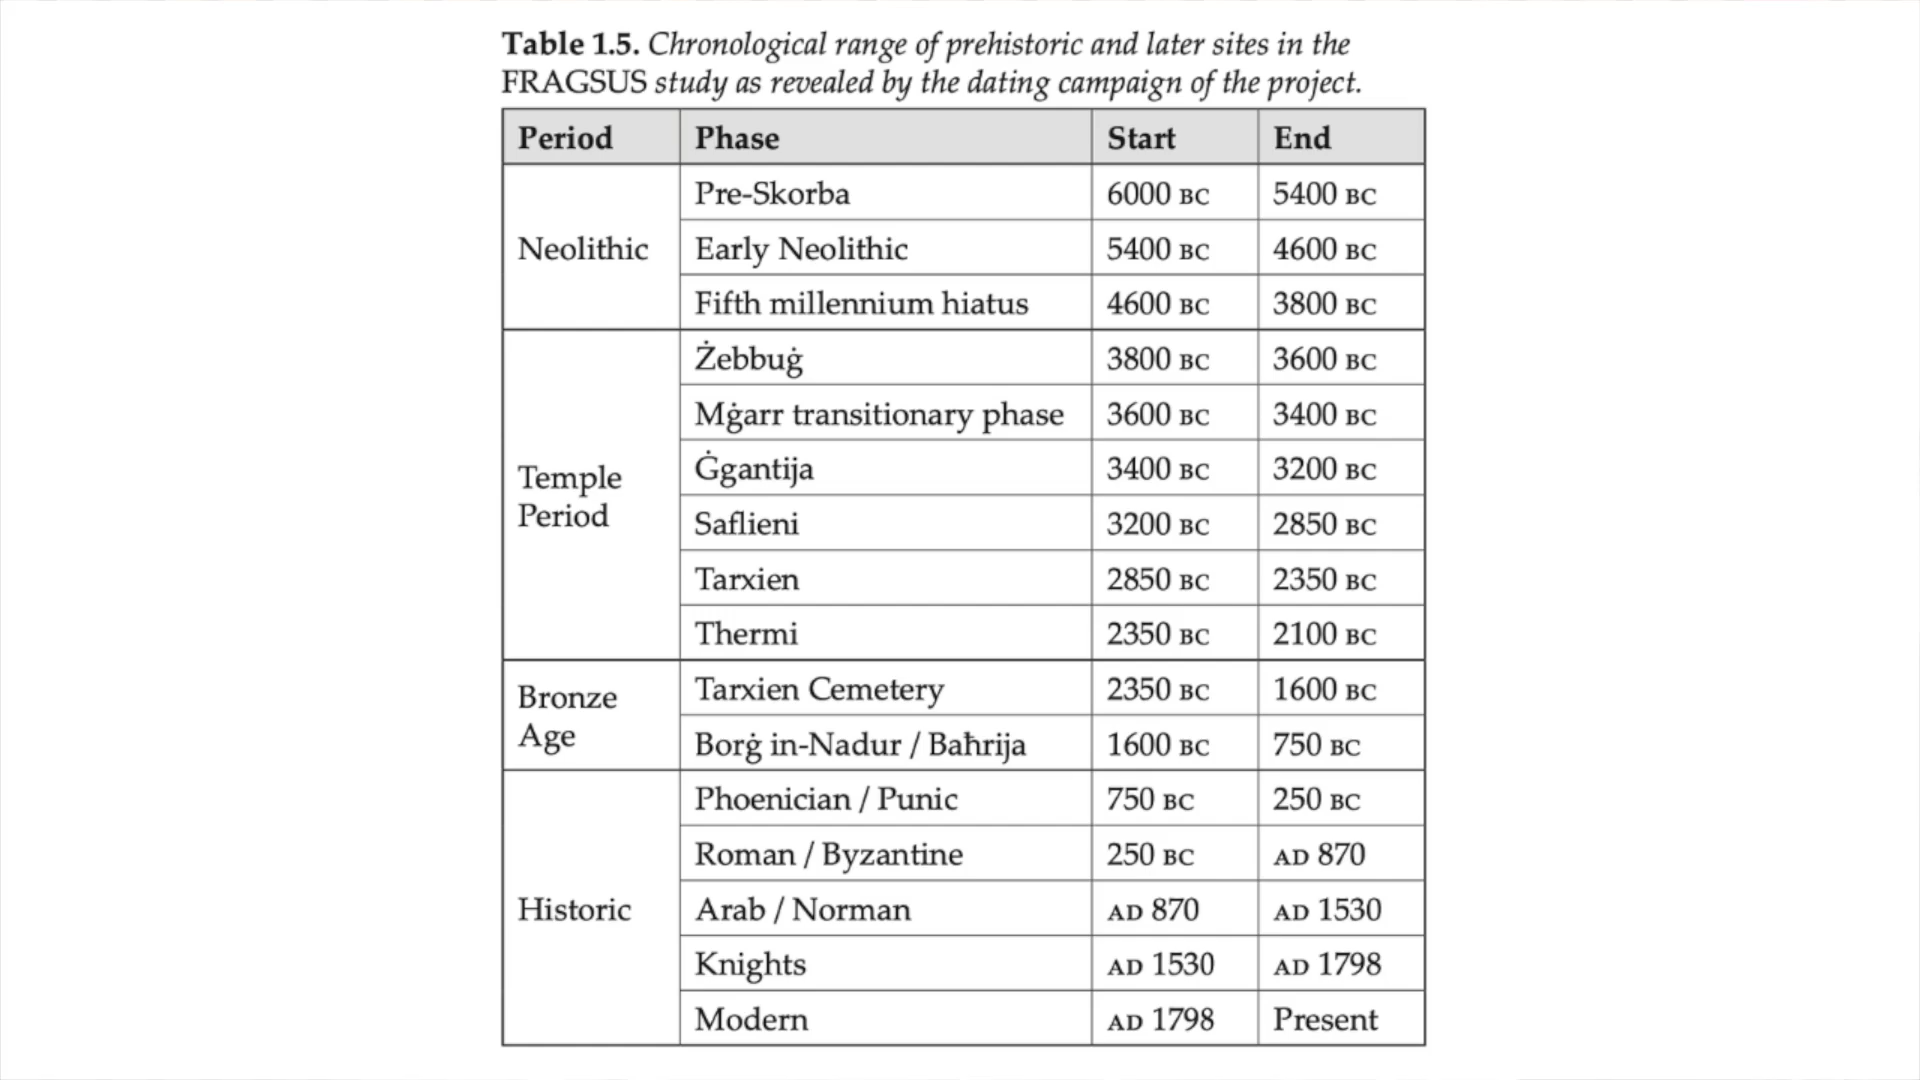 Table 1.5. Chronological range of prehistoric and later sites in the
FRAGSUS study as revealed by the dating campaign of the project.
Period Phase Start End
Neolithic
Pre-Skorba 6000 BC 5400 BC
Early Neolithic 5400 BC 4600 BC
Fifth millennium hiatus 4600 BC 3800 BC
Temple
Period
Żebbuġ 3800 BC 3600 BC
Mġarr transitionary phase 3600 BC 3400 BC
Ġgantija 3400 BC 3200 BC
Saflieni 3200 BC 2850 BC
Tarxien 2850 BC 2350 BC
Thermi 2350 BC 2100 BC
Bronze
Age
Tarxien Cemetery 2350 BC 1600 BC
Borġ in-Nadur / Baħrija 1600 BC 750 BC
Historic
Phoenician / Punic 750 BC 250 BC
Roman / Byzantine 250 BC AD 870
Arab / Norman AD 870 AD 1530
Knights AD 1530 AD 1798
Modern AD 1798 Present